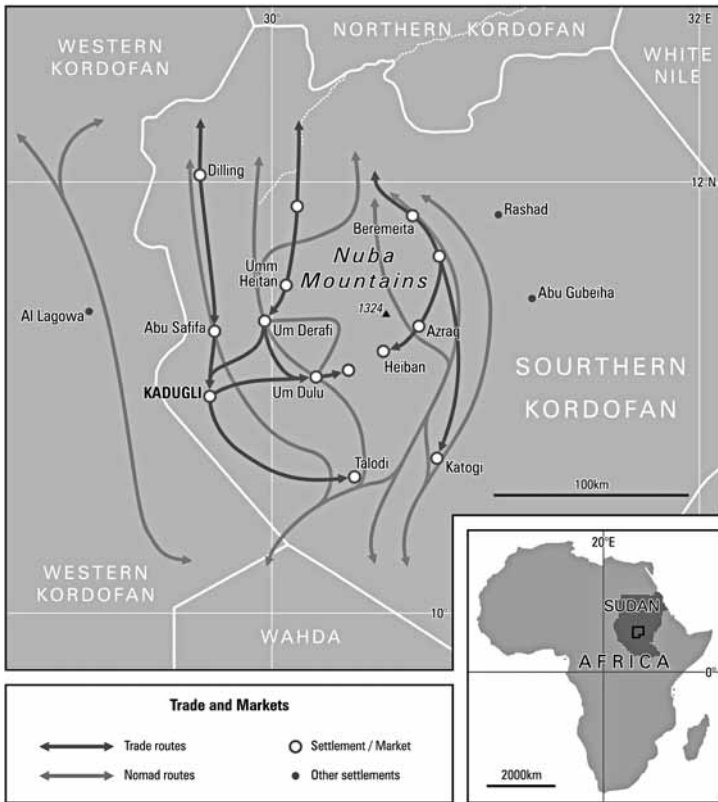 30°
32°E
WESTERN
KORDOFAN
NORTHERN KORDOFAN
WHITE
NILE
Dilling
12°N
Rashad
Beremeita
Nuba
Mountains
Umm
Heitan
1324
Abu Gubeiha
Al Lagowa
Abu Safifa
Um Derafi
Azraq
Heiban
SOURTHERN
KORDOFAN
KADUGLI
Um Dulu
Talodi
Katogi
100km
WESTERN
KORDOFAN
10°
WAHDA
20°E
SUDAN
AFRICA
0°
2000km
Trade and Markets
Trade routes
Settlement / Market
Nomad routes
Other settlements